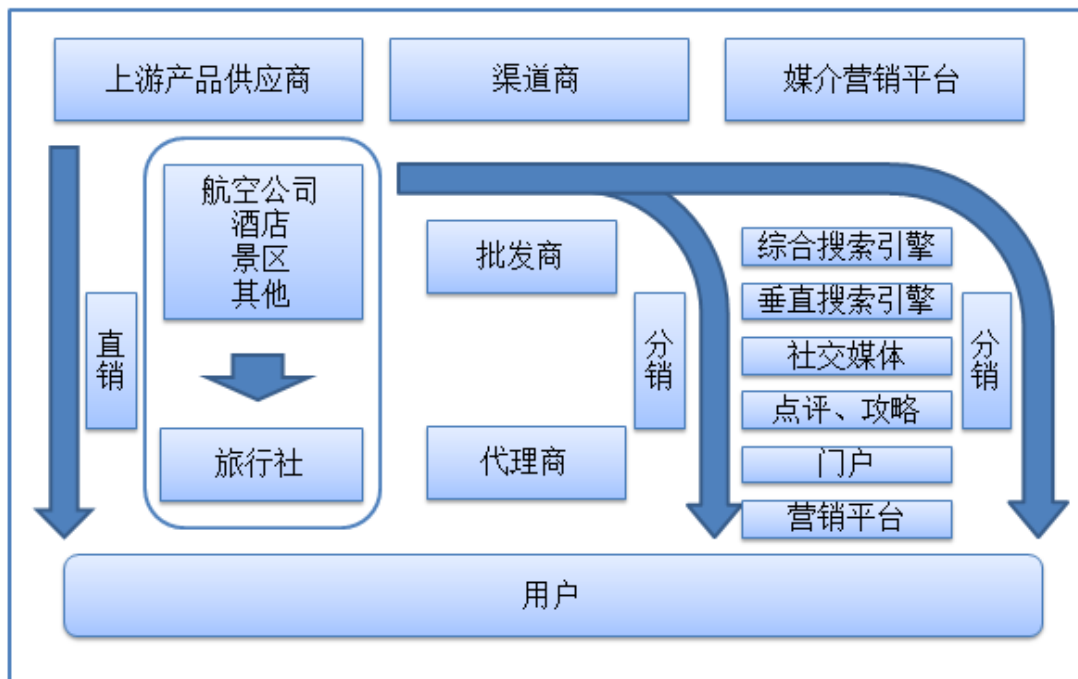 上游产品供应商
渠道商
媒介营销平台
直销
航空公司
酒店
景区
其他
旅行社
批发商
代理商
分销
综合搜索引擎
垂直搜索引擎
社交媒体
点评、攻略
门户
营销平台
分销
用户